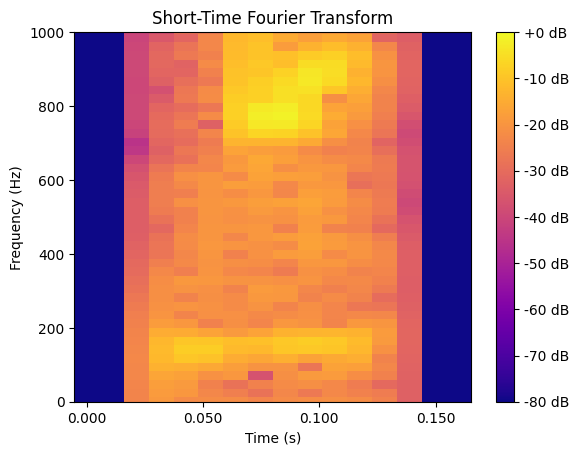 Short-Time Fourier Transform
1000
800
600
400
200
0
Frequency (Hz)
0.000
0.050
0.100
0.150
Time (s)
+0 dB
-10 dB
-20 dB
-30 dB
-40 dB
-50 dB
-60 dB
-70 dB
-80 dB